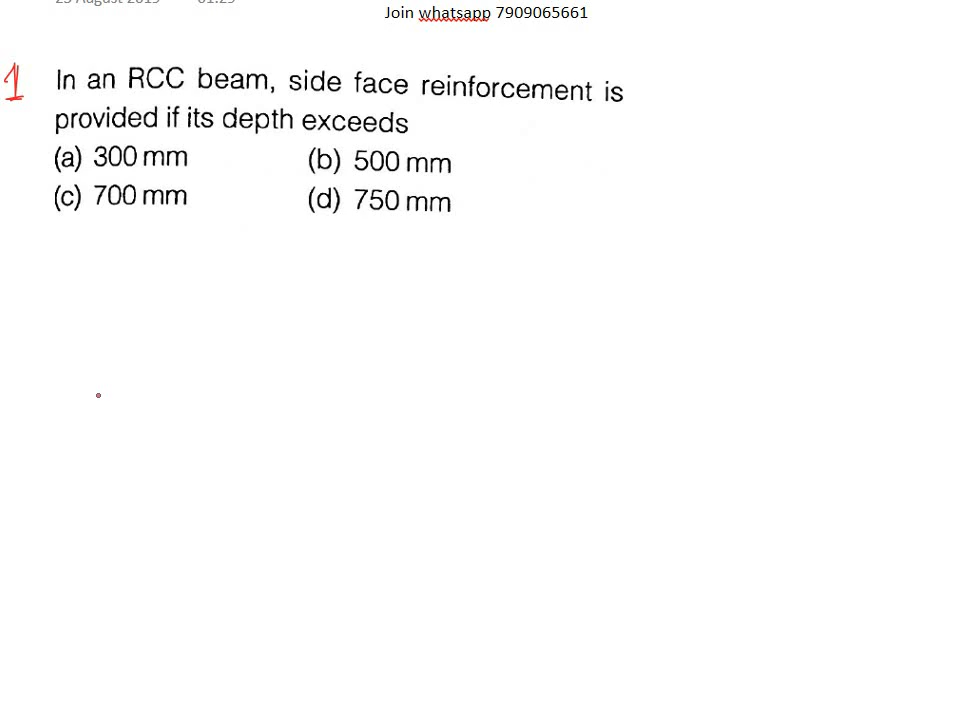 Join whatsapp 7909065661
1 In an RCC beam, side face reinforcement is
provided if its depth exceeds
(a) 300 mm (b) 500 mm
(c) 700 mm (d) 750 mm